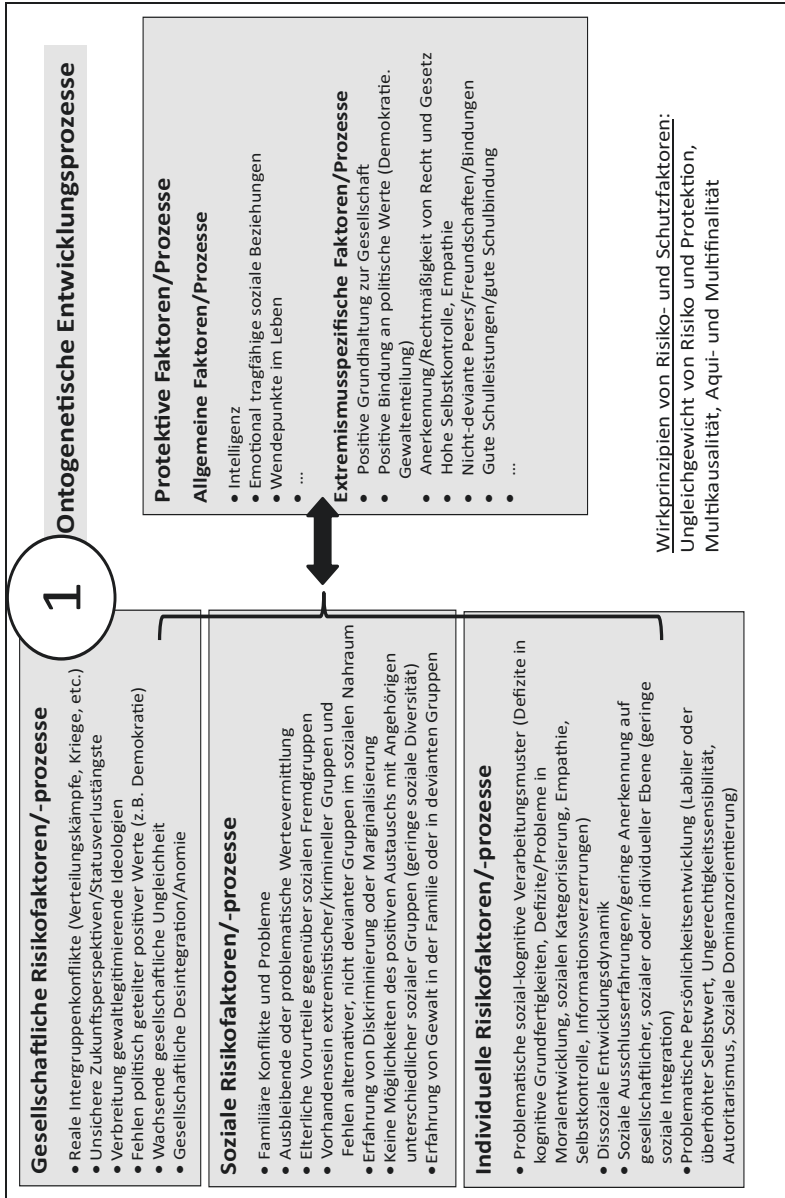 1
Ontogenetische Entwicklungsprozesse
Gesellschaftliche Risikofaktoren/-prozesse
• Reale Intergruppenkonflikte (Verteilungskämpfe, Kriege, etc.)
• Unsichere Zukunftsperspektiven/Statusverlustängste
• Verbreitung gewaltlegitimierende Ideologien
• Fehlen politisch geteilter positiver Werte (z.B. Demokratie)
• Wachsende gesellschaftliche Ungleichheit
• Gesellschaftliche Desintegration/Anomie
Soziale Risikofaktoren/-prozesse
• Familiäre Konflikte und Probleme
• Ausbleibende oder problematische Wertevermittlung
• Elterliche Vorurteile gegenüber sozialen Fremdgruppen
• Vorhandensein extremistischer/krimineller Gruppen und
Fehlen alternativer, nicht devianter Gruppen im sozialen Nahraum
• Erfahrung von Diskriminierung oder Marginalisierung
• Keine Möglichkeiten des positiven Austauschs mit Angehörigen
unterschiedlicher sozialer Gruppen (geringe soziale Diversität)
• Erfahrung von Gewalt in der Familie oder in devianten Gruppen
Individuelle Risikofaktoren/-prozesse
• Problematische sozial-kognitive Verarbeitungsmuster (Defizite in
kognitive Grundfertigkeiten, Defizite/Probleme in
Moralentwicklung, sozialen Kategorisierung, Empathie,
Selbstkontrolle, Informationsverzerrungen)
• Dissoziale Entwicklungsdynamik
• Soziale Ausschlusserfahrungen/geringe Anerkennung auf
gesellschaftlicher, sozialer oder individueller Ebene (geringe
soziale Integration)
• Problematische Persönlichkeitsentwicklung (Labiler oder
überhöhter Selbstwert, Ungerechtigkeitssensibilität,
Autoritarismus, Soziale Dominanzorientierung)
Protektive Faktoren/Prozesse
Allgemeine Faktoren/Prozesse
• Intelligenz
• Emotional tragfähige soziale Beziehungen
• Wendepunkte im Leben
• ...
Extremismusspezifische Faktoren/Prozesse
• Positive Grundhaltung zur Gesellschaft
• Positive Bindung an politische Werte (Demokratie.
Gewaltenteilung)
• Anerkennung/Rechtmäßigkeit von Recht und Gesetz
• Hohe Selbstkontrolle, Empathie
• Nicht-deviante Peers/Freundschaften/Bindungen
• Gute Schulleistungen/gute Schulbindung
• ...
Wirkprinzipien von Risiko- und Schutzfaktoren:
Ungleichgewicht von Risiko und Protektion,
Multikausalität, Äqui- und Multifinalität